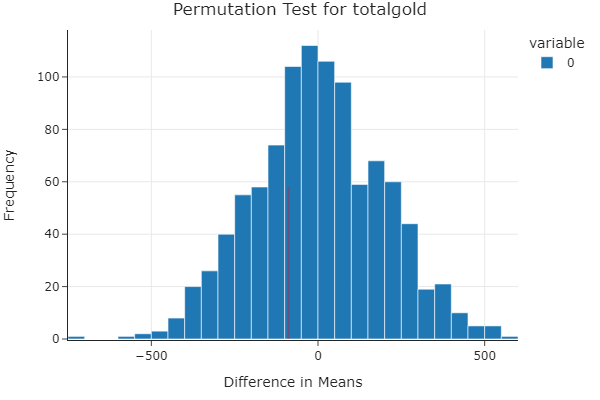 Permutation Test for totalgold
variable
0
100
80
60
40
20
0
Frequency
−500
0
500
Difference in Means